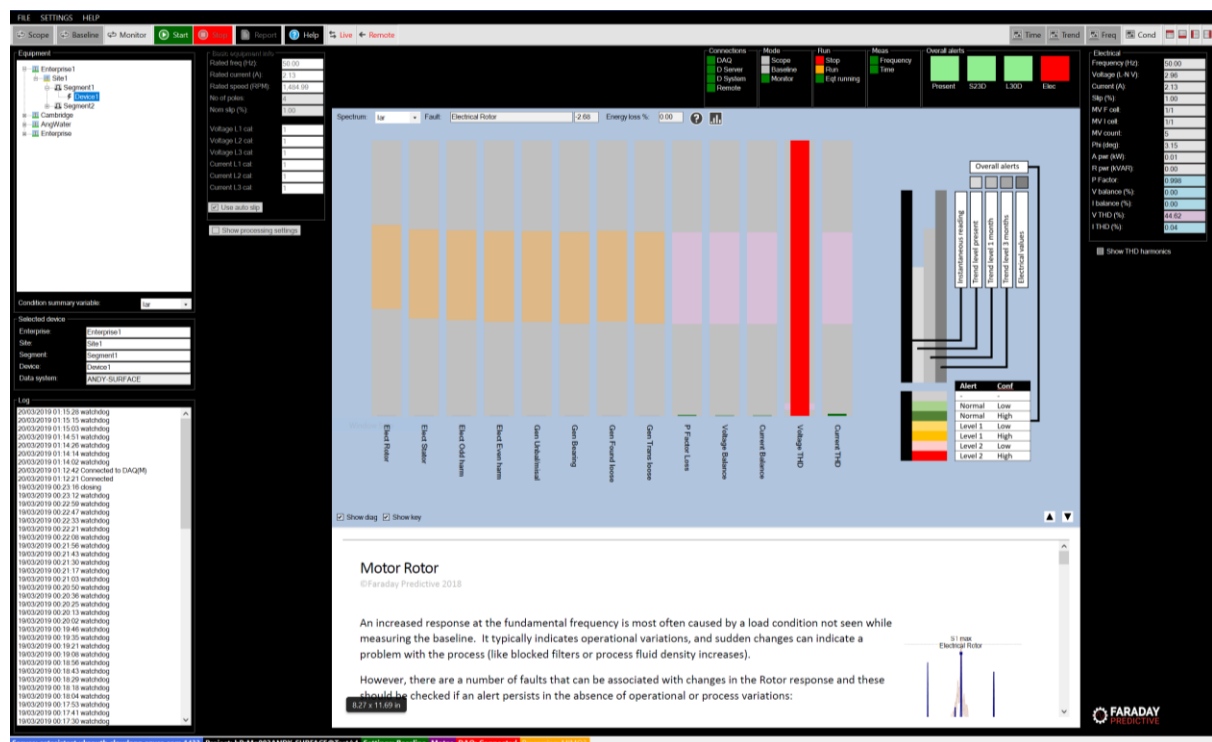 FILE SETTINGS HELP
Scope Baseline Monitor Start Stop Report Help Live Remote Time Trend Freq Cond
Equipment
Enterprise1
Site1
Segment1
Device1
Segment2
Cambridge
AngWater
Enterprise
Condition summary variable: tar
Selected device
Enterprise: Enterprise1
Site: Site1
Segment: Segment1
Device: Device1
Data system: ANDY-SURFACE
Log
20/03/2019 01:15:28 watchdog
20/03/2019 01:15:15 watchdog
20/03/2019 01:15:03 watchdog
20/03/2019 01:14:51 watchdog
20/03/2019 01:14:26 watchdog
20/03/2019 01:14:14 watchdog
20/03/2019 01:14:02 watchdog
20/03/2019 01:12:42 Connected to DAQ(M)
20/03/2019 01:12:21 Connected
19/03/2019 00:23:16 closing
19/03/2019 00:23:12 watchdog
19/03/2019 00:22:59 watchdog
19/03/2019 00:22:47 watchdog
19/03/2019 00:22:33 watchdog
19/03/2019 00:22:21 watchdog
19/03/2019 00:22:08 watchdog
19/03/2019 00:21:56 watchdog
19/03/2019 00:21:43 watchdog
19/03/2019 00:21:30 watchdog
19/03/2019 00:21:17 watchdog
19/03/2019 00:21:03 watchdog
19/03/2019 00:20:50 watchdog
19/03/2019 00:20:36 watchdog
19/03/2019 00:20:25 watchdog
19/03/2019 00:20:13 watchdog
19/03/2019 00:20:02 watchdog
19/03/2019 00:19:46 watchdog
19/03/2019 00:19:35 watchdog
19/03/2019 00:19:21 watchdog
19/03/2019 00:19:08 watchdog
19/03/2019 00:18:56 watchdog
19/03/2019 00:18:43 watchdog
19/03/2019 00:18:29 watchdog
19/03/2019 00:18:18 watchdog
19/03/2019 00:18:04 watchdog
19/03/2019 00:17:53 watchdog
19/03/2019 00:17:41 watchdog
19/03/2019 00:17:30 watchdog
Basic equipment info
Rated freq (Hz): 50.00
Rated current (A): 2.13
Rated speed (RPM): 1,484.99
No of poles: 4
Nom slip (%): 1.00
Voltage L1 cal: 1
Voltage L2 cal: 1
Voltage L3 cal: 1
Current L1 cal: 1
Current L2 cal: 1
Current L3 cal: 1
Use auto slip
Show processing settings
Connections
DAQ
D Server
D System
Remote
Mode
Scope
Baseline
Monitor
Run
Stop
Run
Eqt running
Meas
Frequency
Time
Overall alerts
Present S23D L30D Elec
Spectrum: tar Fault: Electrical Rotor -2.68 Energy loss %: 0.00
Elect Rotor
Elect Stator
Elect Odd harm
Elect Even harm
Gen Unbal/misal
Gen Bearing
Gen Found loose
Gen Trans loose
P Factor Loss
Voltage Balance
Current Balance
Voltage THD
Current THD
Overall alerts
Instantaneous reading
Trend level present
Trend level 1 month
Trend level 3 months
Electrical values
Alert Conf
- -
Normal Low
Normal High
Level 1 Low
Level 1 High
Level 2 Low
Level 2 High
Show diag Show key
Motor Rotor
©Faraday Predictive 2018
An increased response at the fundamental frequency is most often caused by a load condition not seen while
measuring the baseline. It typically indicates operational variations, and sudden changes can indicate a
problem with the process (like blocked filters or process fluid density increases).
However, there are a number of faults that can be associated with changes in the Rotor response and these
should be checked if an alert persists in the absence of operational or process variations:
8.27 x 11.69 in
S1 max
Electrical Rotor
Electrical
Frequency (Hz): 50.00
Voltage (L-N V): 2.96
Current (A): 2.13
Slip (%): 1.00
MV F coll: 1/1
MV I coll: 1/1
MV count: 5
Phi (deg): 3.15
A pwr (kW): 0.01
R pwr (kVAR): 0.00
P Factor: 0.998
V balance (%): 0.00
I balance (%): 0.00
V THD (%): 44.62
I THD (%): 0.04
Show THD harmonics
FARADAY
PREDICTIVE